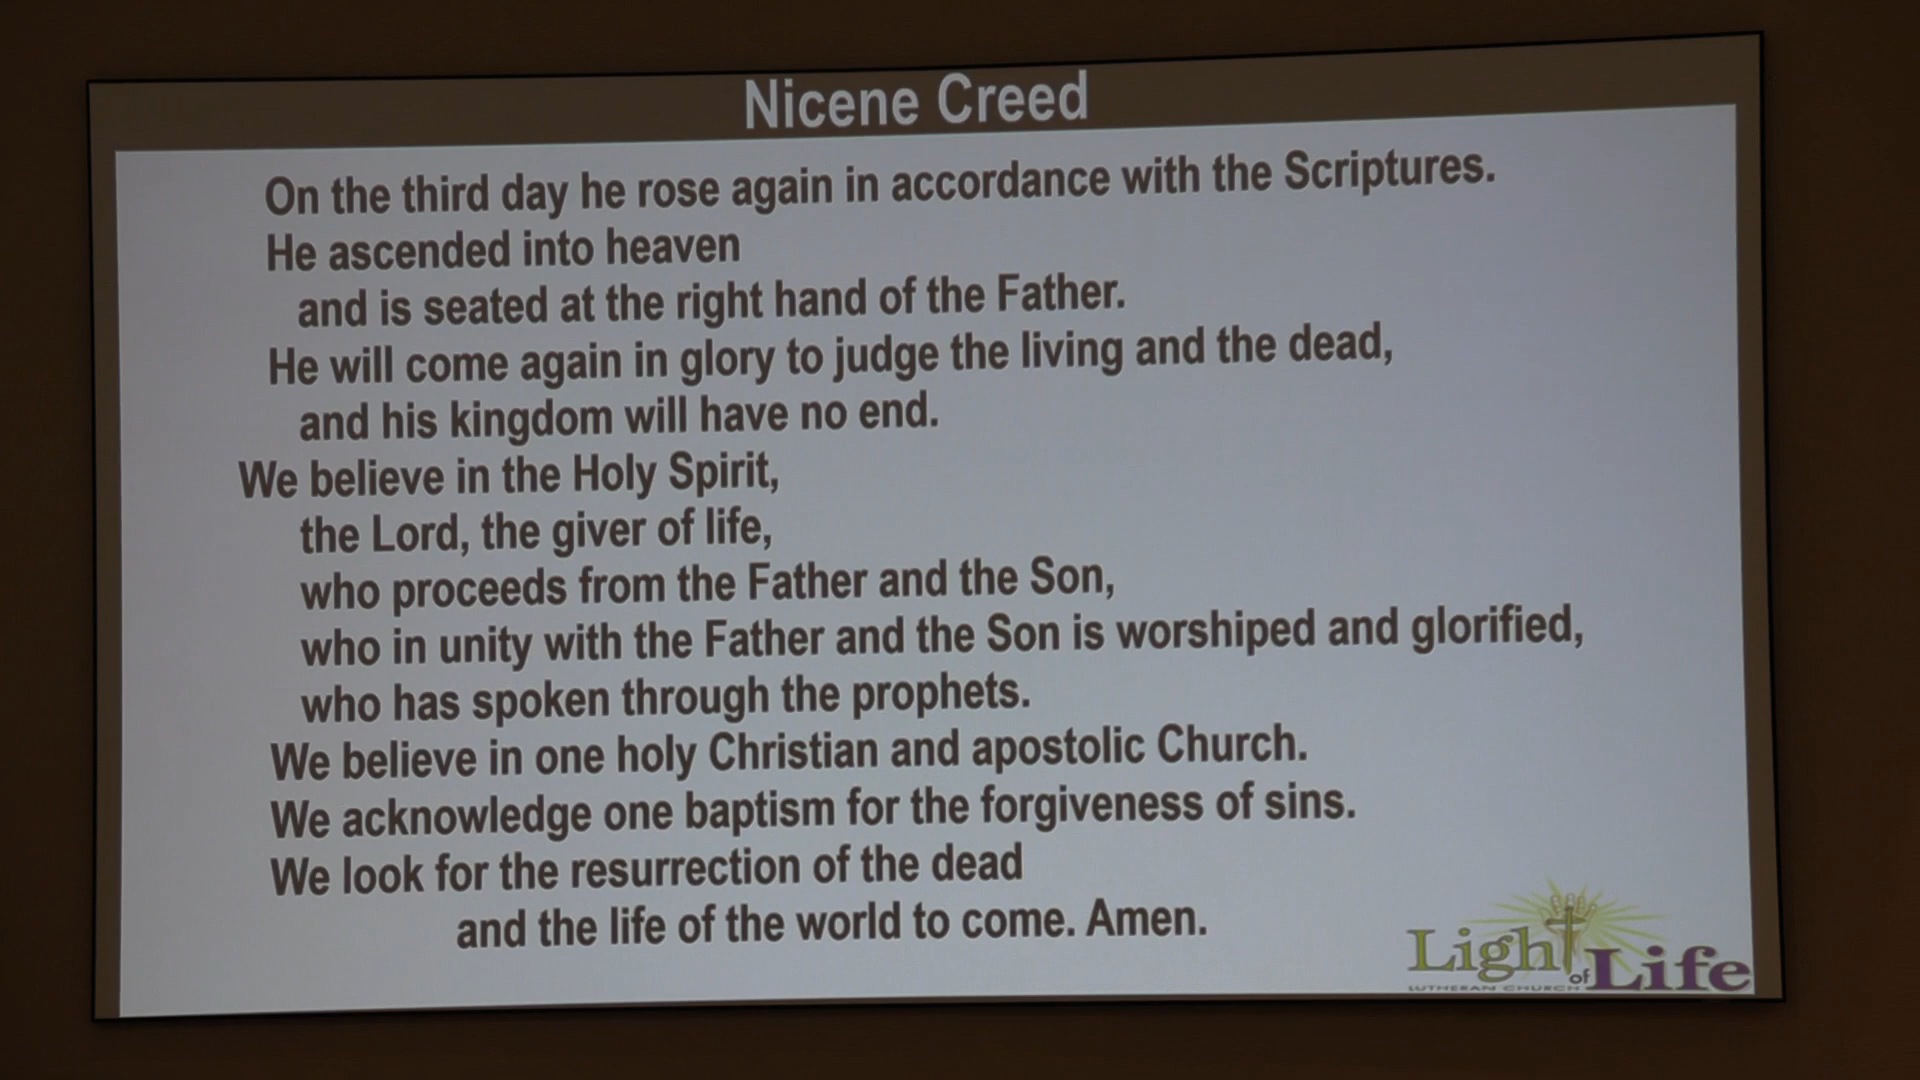 Nicene Creed
On the third day he rose again in accordance with the Scriptures.
He ascended into heaven
and is seated at the right hand of the Father.
He will come again in glory to judge the living and the dead,
and his kingdom will have no end.
We believe in the Holy Spirit,
the Lord, the giver of life,
who proceeds from the Father and the Son,
who in unity with the Father and the Son is worshiped and glorified,
who has spoken through the prophets.
We believe in one holy Christian and apostolic Church.
We acknowledge one baptism for the forgiveness of sins.
We look for the resurrection of the dead
and the life of the world to come. Amen.
Light of Life
LUTHERAN CHURCH